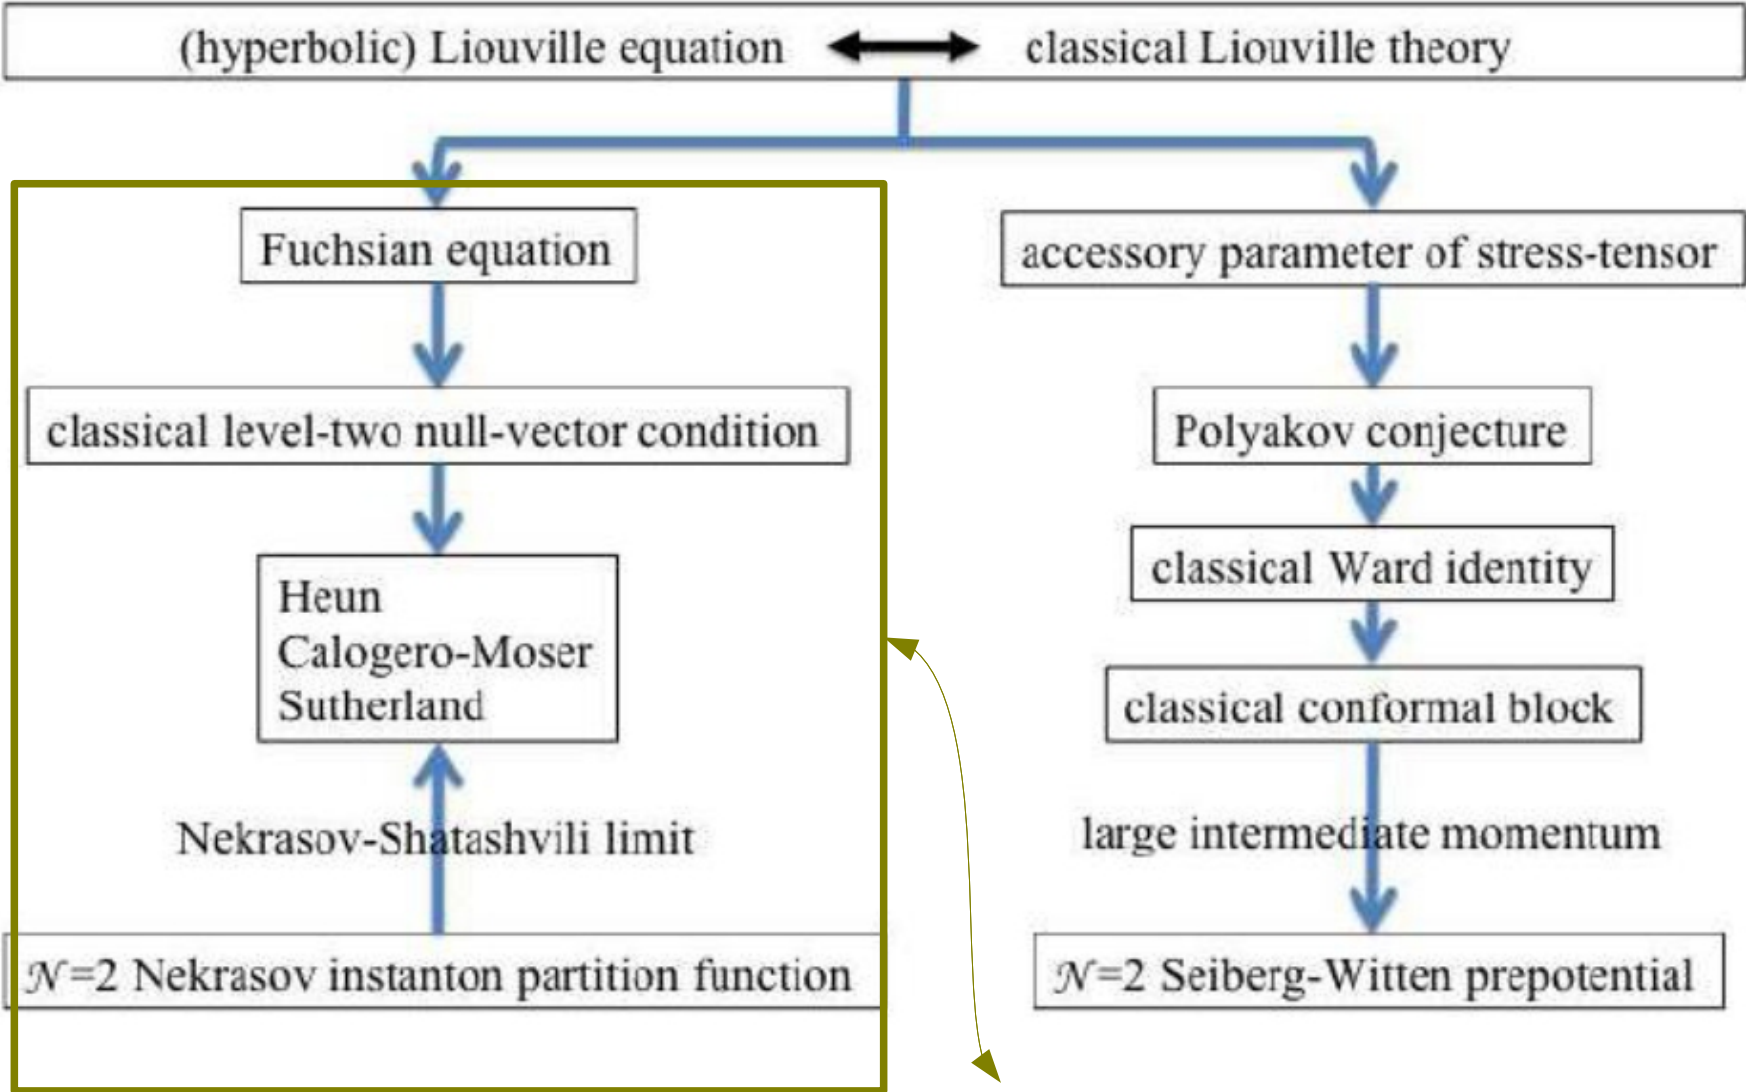 (hyperbolic) Liouville equation classical Liouville theory
Fuchsian equation
classical level-two null-vector condition
Heun
Calogero-Moser
Sutherland
Nekrasov-Shatashvili limit
𝒩=2 Nekrasov instanton partition function
accessory parameter of stress-tensor
Polyakov conjecture
classical Ward identity
classical conformal block
large intermediate momentum
𝒩=2 Seiberg-Witten prepotential